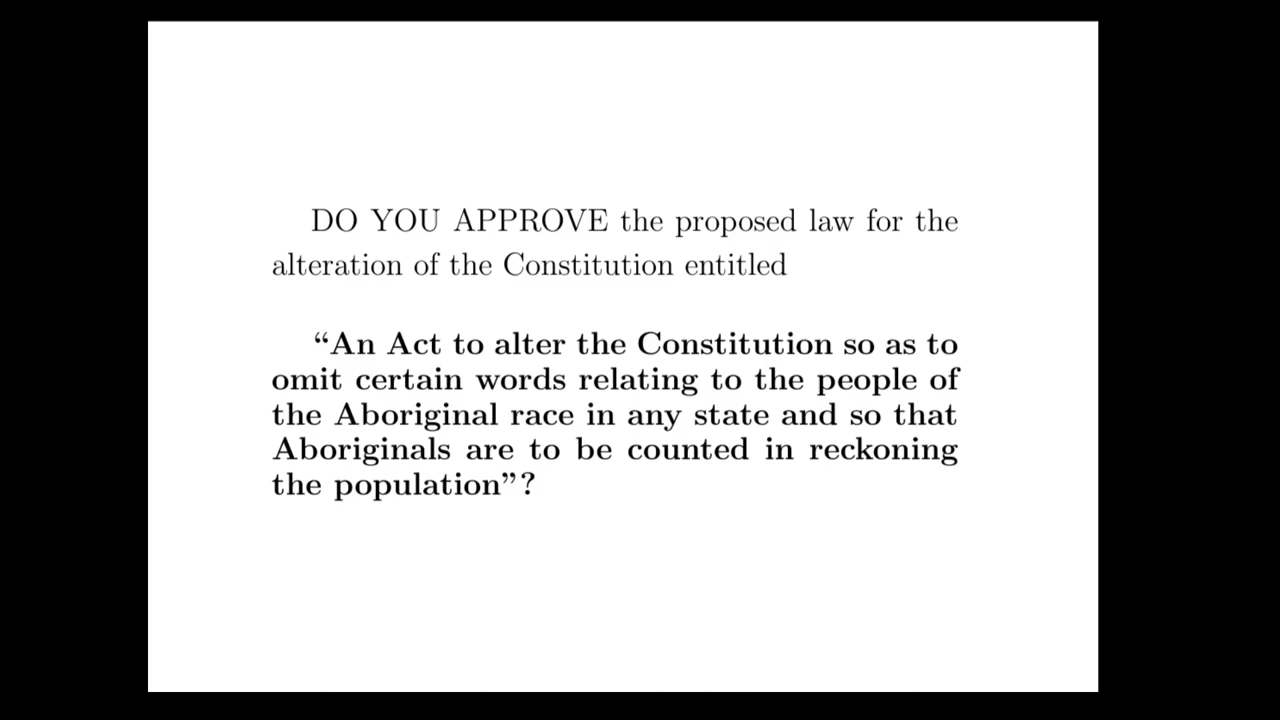 DO YOU APPROVE the proposed law for the
alteration of the Constitution entitled
“An Act to alter the Constitution so as to
omit certain words relating to the people of
the Aboriginal race in any state and so that
Aboriginals are to be counted in reckoning
the population”?